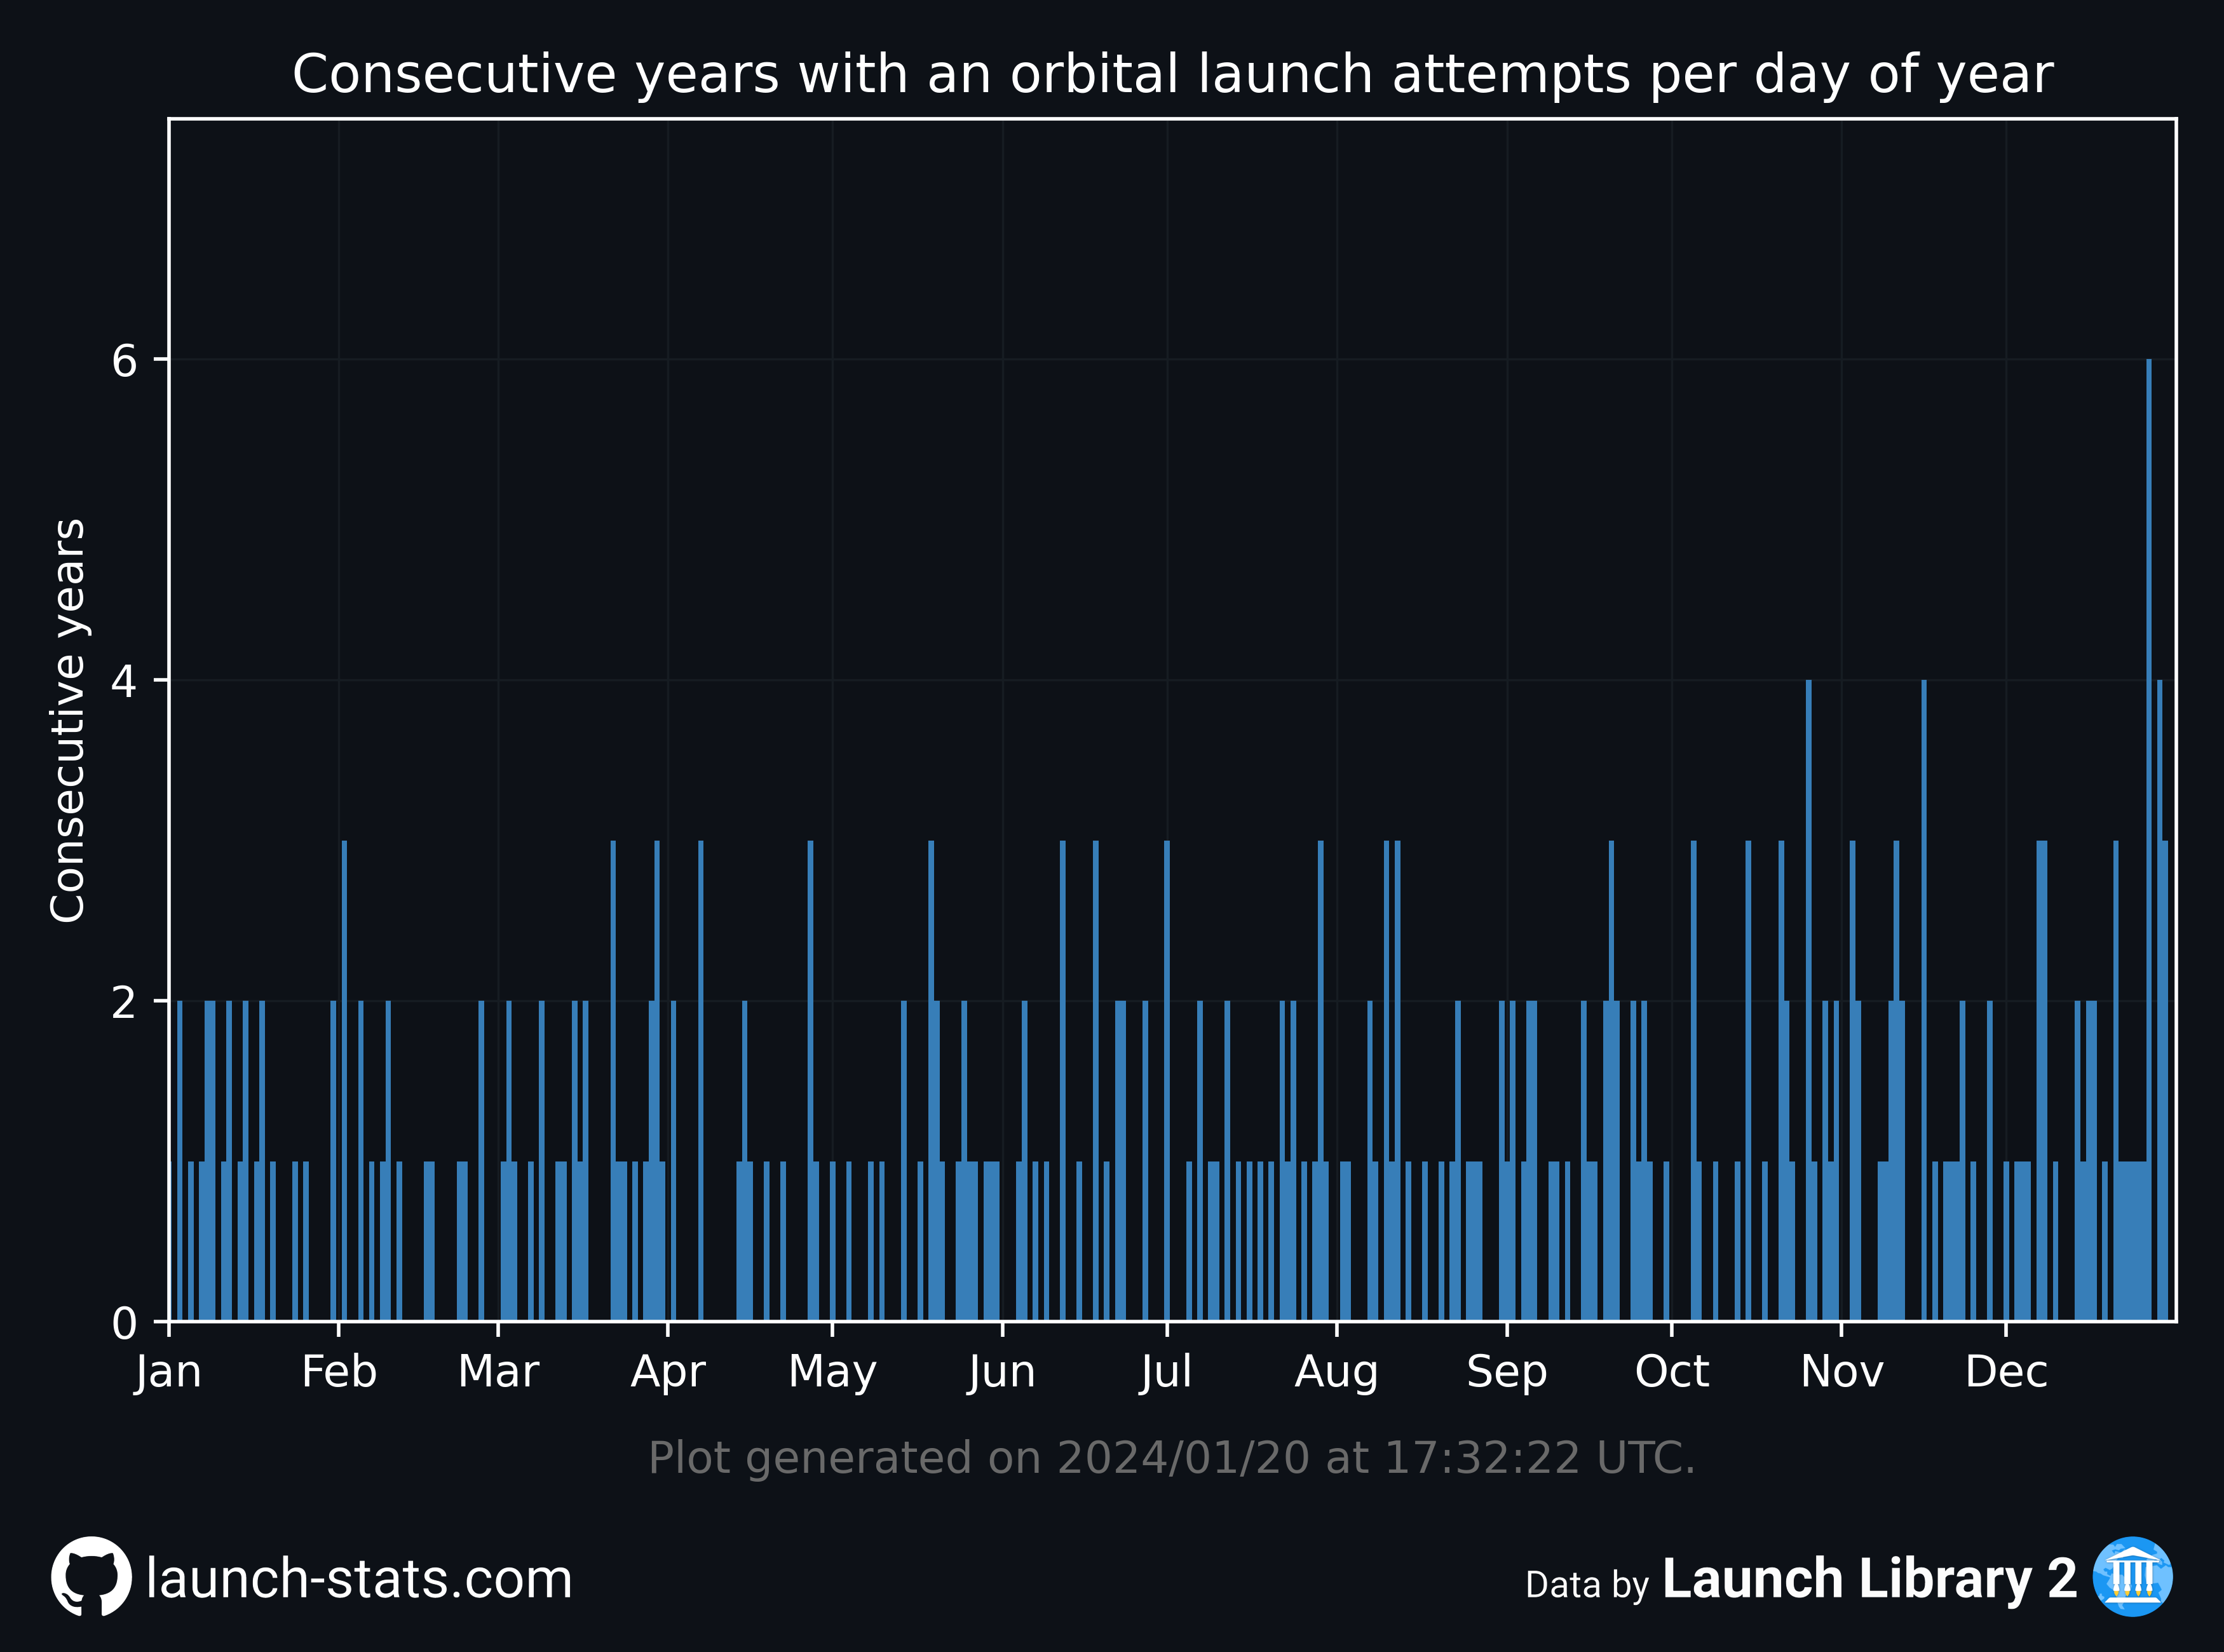 Consecutive years with an orbital launch attempts per day of year
Consecutive years
6
4
2
0
Jan Feb Mar Apr May Jun Jul Aug Sep Oct Nov Dec
Plot generated on 2024/01/20 at 17:32:22 UTC.
launch-stats.com
Data by Launch Library 2